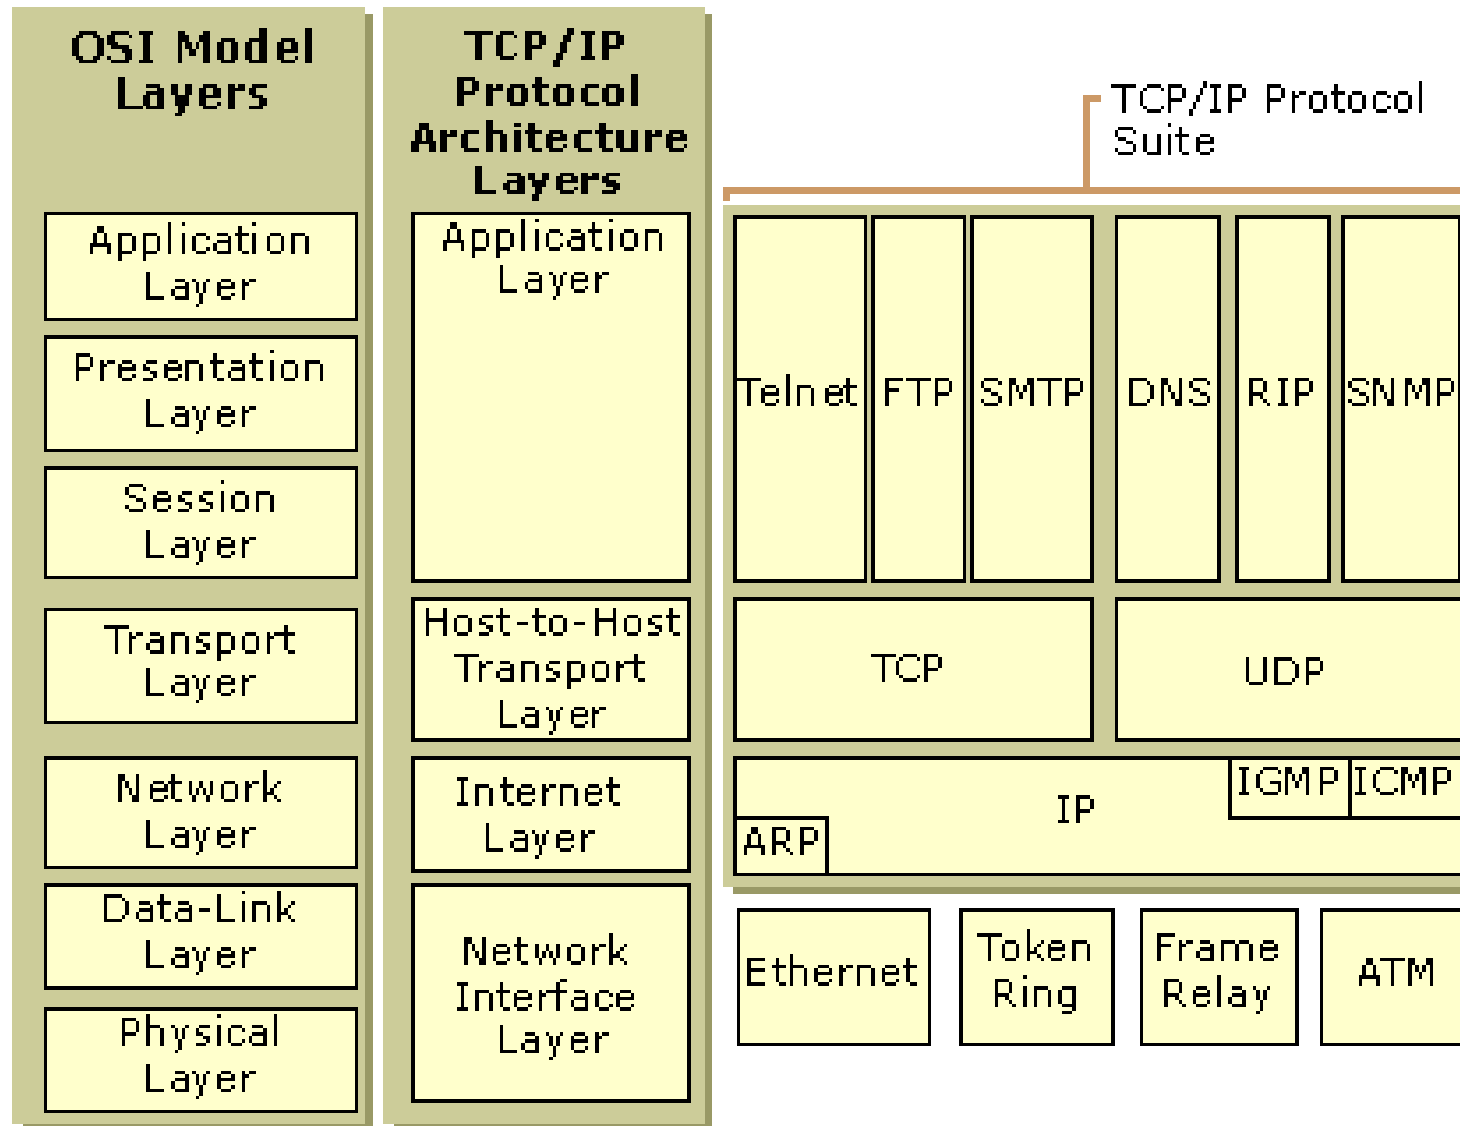 OSI Model
Layers
Application
Layer
Presentation
Layer
Session
Layer
Transport
Layer
Network
Layer
Data-Link
Layer
Physical
Layer
TCP/IP
Protocol
Architecture
Layers
Application
Layer
Host-to-Host
Transport
Layer
Internet
Layer
Network
Interface
Layer
TCP/IP Protocol
Suite
Telnet FTP SMTP DNS RIP SNMP
TCP UDP
IGMP ICMP
IP
ARP
Ethernet
Token
Ring
Frame
Relay
ATM